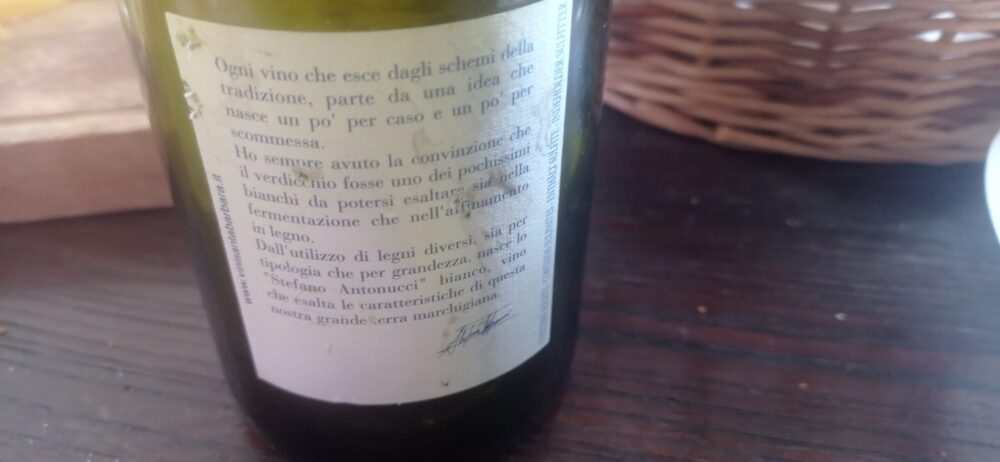 Ogni vino che esce dagli schemi della
tradizione, parte da una idea che
nasce un po' per caso e un po' per
scommessa.
Ho sempre avuto la convinzione che
il verdicchio fosse uno dei pochissimi
bianchi da potersi esaltare sia nella
fermentazione che nell'affinamento
in legno.
Dall'utilizzo di legni diversi, sia per
tipologia che per grandezza, nasce lo
"Stefano Antonucci" bianco, vino
che esalta le caratteristiche di questa
nostra grande terra marchigiana.
www.vinisantabarbara.it
INDEHOLDER SULFITTER